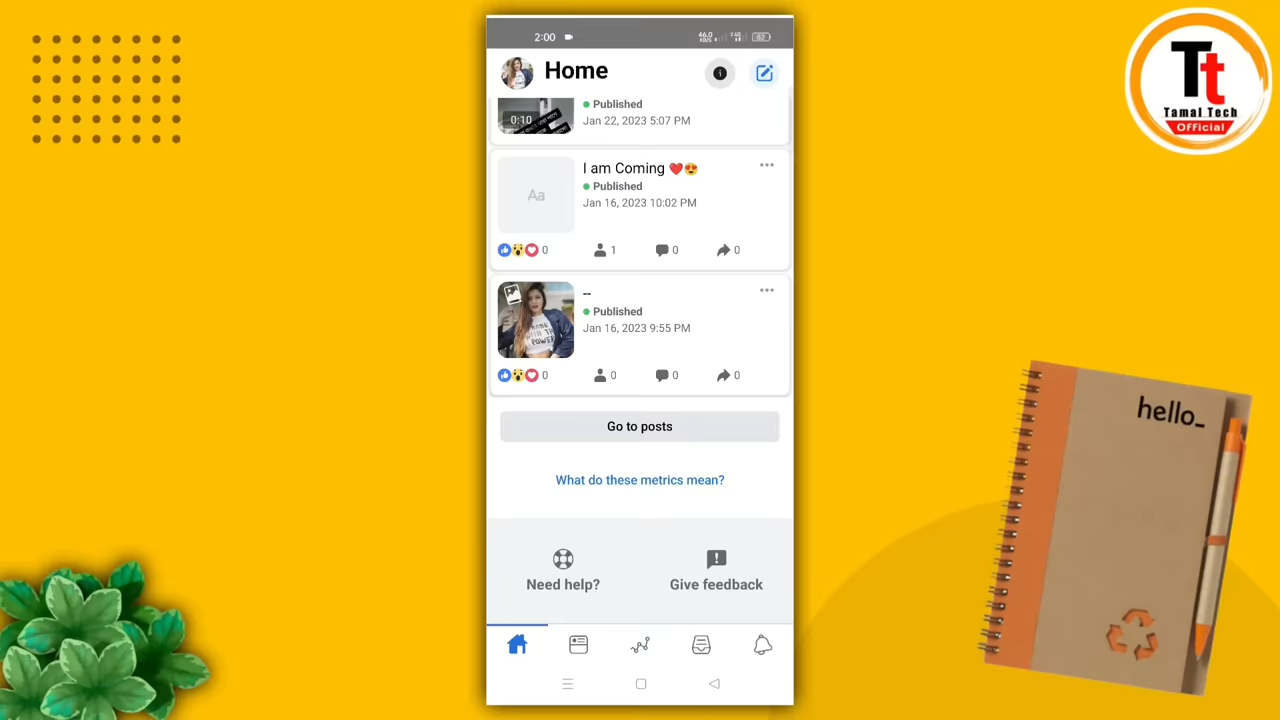 2:00
82
Home
0:10
Published
Jan 22, 2023 5:07 PM
Aa
I am Coming ❤️😍
Published
Jan 16, 2023 10:02 PM
0 1 0 0
--
Published
Jan 16, 2023 9:55 PM
0 0 0 0
Go to posts
What do these metrics mean?
Need help?
Give feedback
Tt
Tamal Tech
Official
hello_